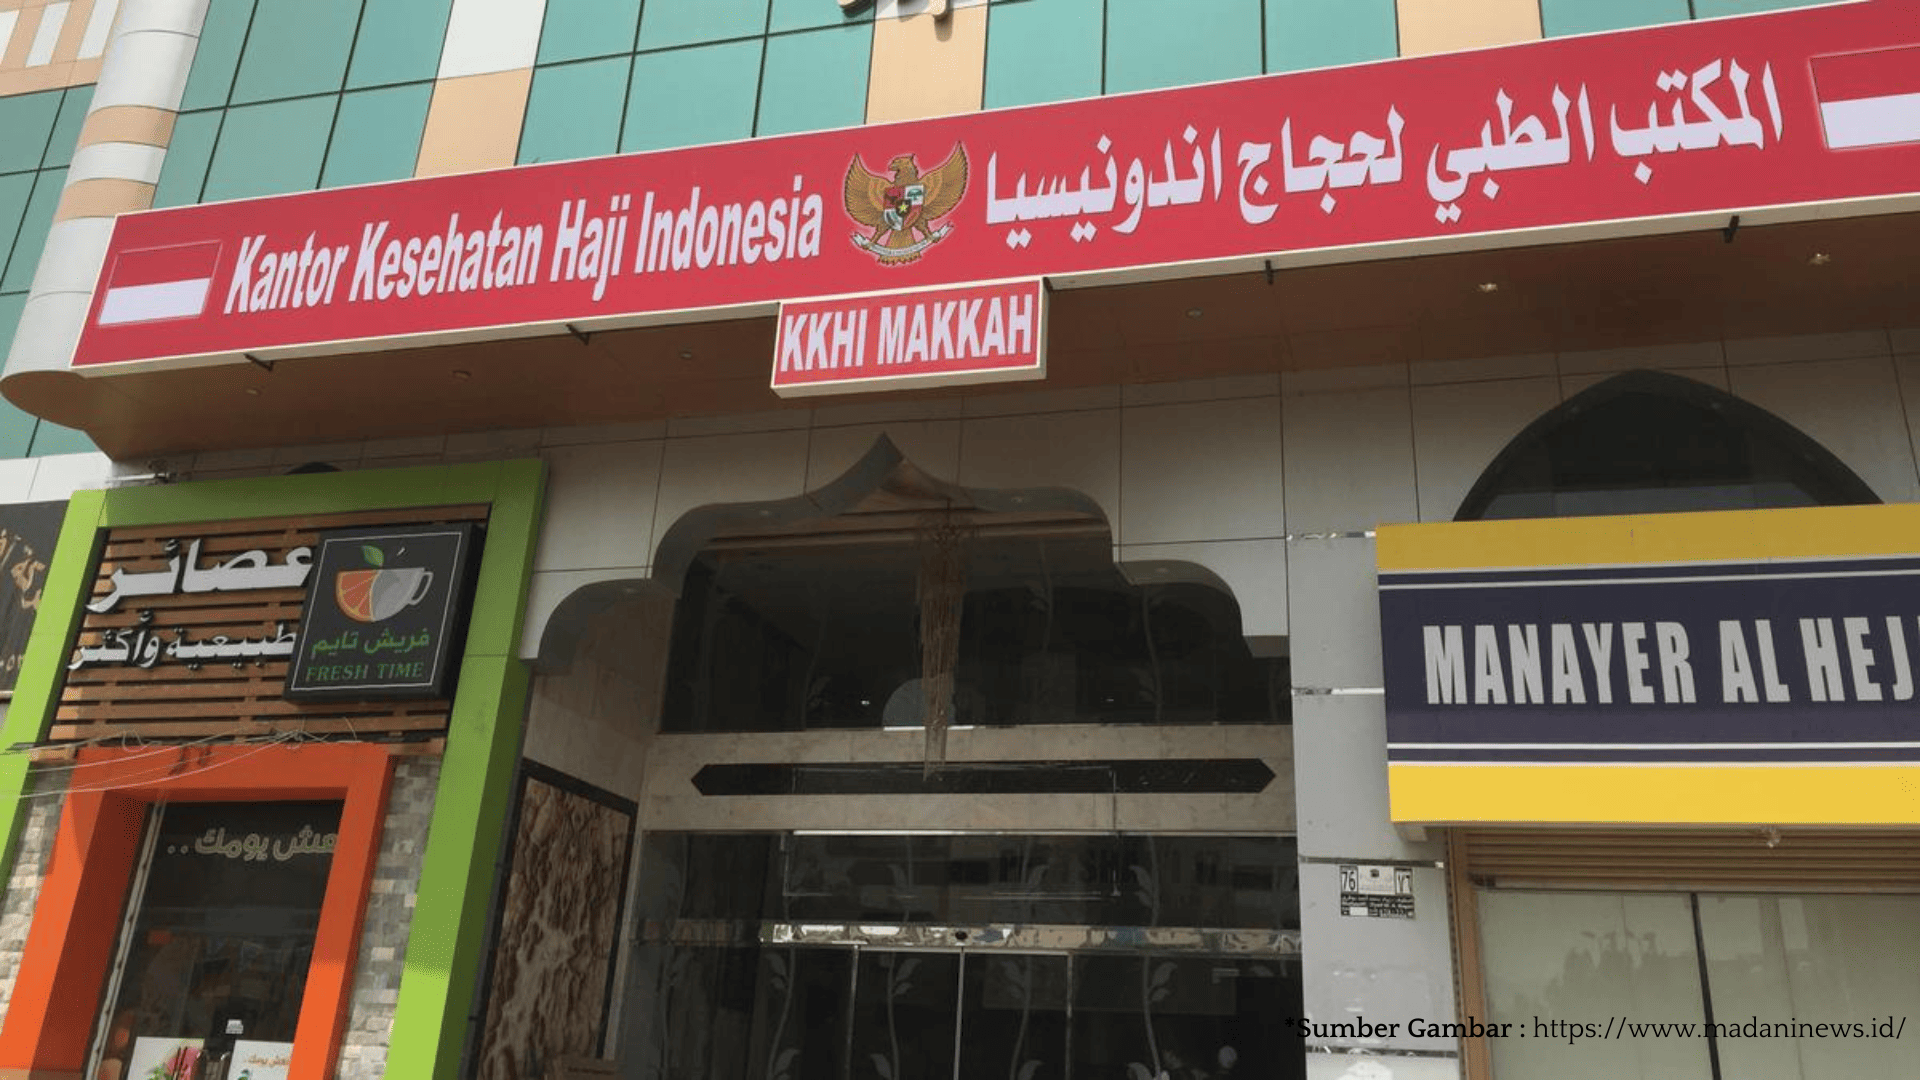 Kantor Kesehatan Haji Indonesia
المكتب الطبي لحجاج اندونيسيا
KKHI MAKKAH
عصائر
طبيعية وأكثر
فريش تايم
FRESH TIME
MANAYER AL HEJ
عش يومك..
76
٧٦
*Sumber Gambar : https://www.madaninews.id/